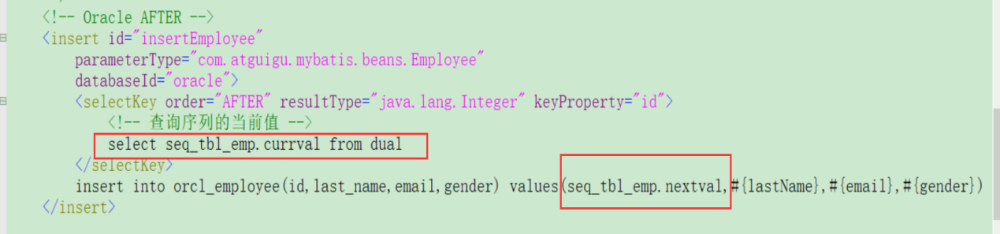 <!-- Oracle AFTER -->
<insert id="insertEmployee"
parameterType="com.atguigu.mybatis.beans.Employee"
databaseId="oracle">
<selectKey order="AFTER" resultType="java.lang.Integer" keyProperty="id">
<!-- 查询序列的当前值 -->
select seq_tbl_emp.currval from dual
</selectKey>
insert into orcl_employee(id,last_name,email,gender) values(seq_tbl_emp.nextval,#{lastName},#{email},#{gender})
</insert>